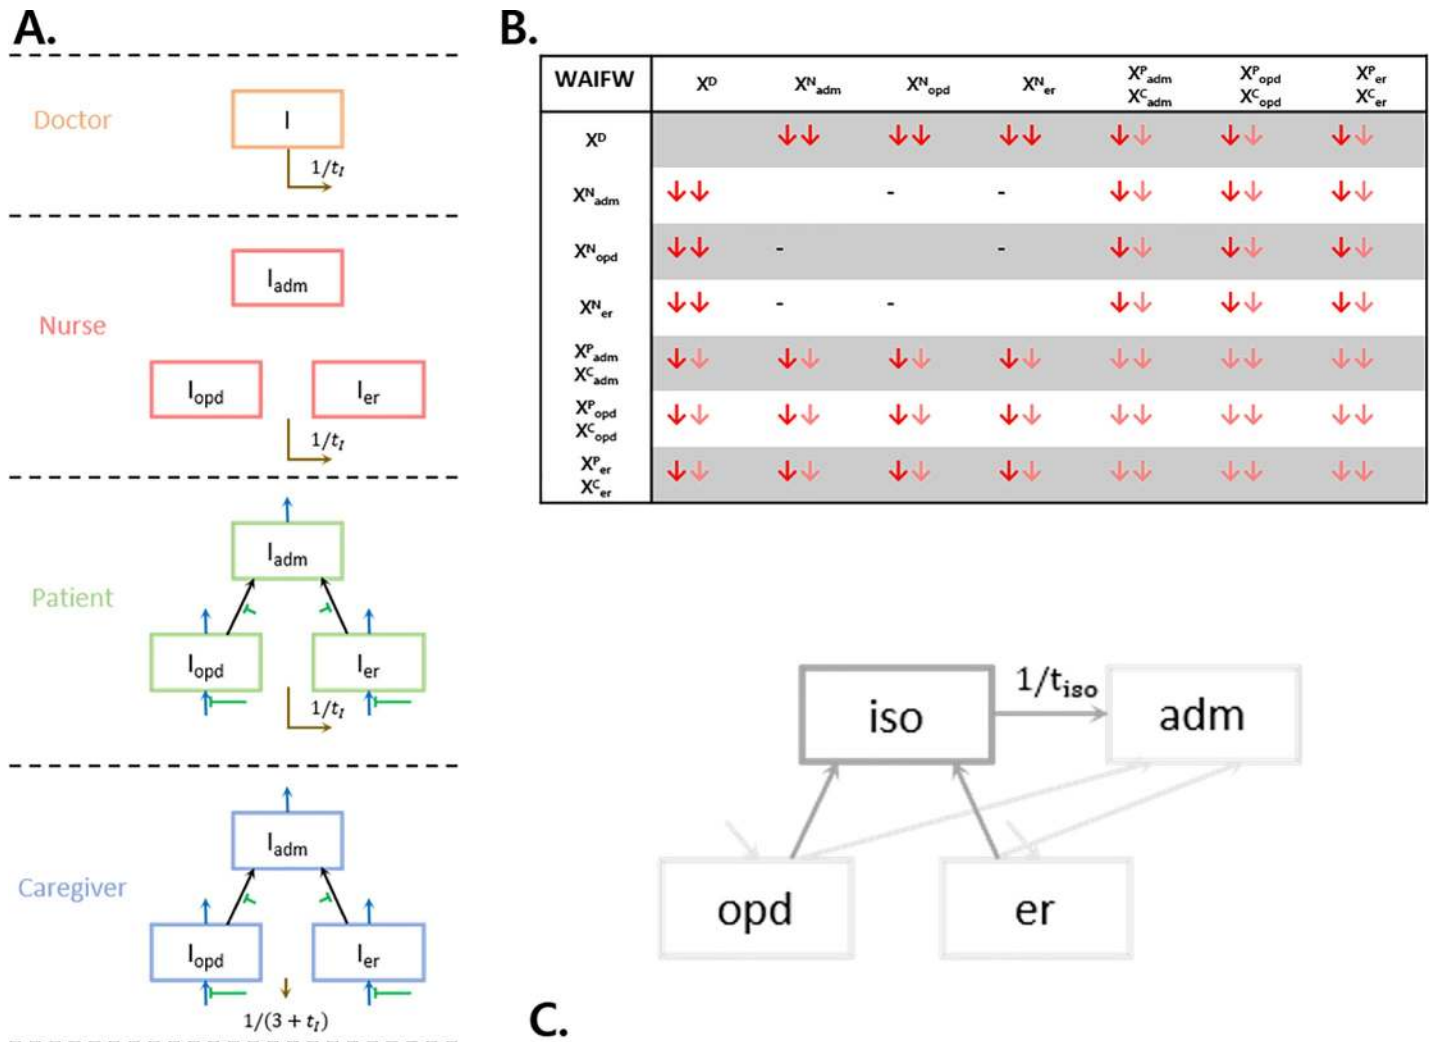 A.
Doctor
I
1/t_I
Nurse
I_adm
I_opd
I_er
1/t_I
Patient
I_adm
I_opd
I_er
1/t_I
Caregiver
I_adm
I_opd
I_er
1/(3 + t_I)
B.
WAIFW X^D X^N_adm X^N_opd X^N_er X^P_adm X^C_adm X^P_opd X^C_opd X^P_er X^C_er
X^D ↓↓ ↓↓ ↓↓ ↓↓ ↓↓ ↓↓
X^N_adm ↓↓ - - ↓↓ ↓↓ ↓↓
X^N_opd ↓↓ - - ↓↓ ↓↓ ↓↓
X^N_er ↓↓ - - ↓↓ ↓↓ ↓↓
X^P_adm X^C_adm ↓↓ ↓↓ ↓↓ ↓↓ ↓↓ ↓↓ ↓↓
X^P_opd X^C_opd ↓↓ ↓↓ ↓↓ ↓↓ ↓↓ ↓↓ ↓↓
X^P_er X^C_er ↓↓ ↓↓ ↓↓ ↓↓ ↓↓ ↓↓ ↓↓
iso
1/t_iso
adm
opd
er
C.